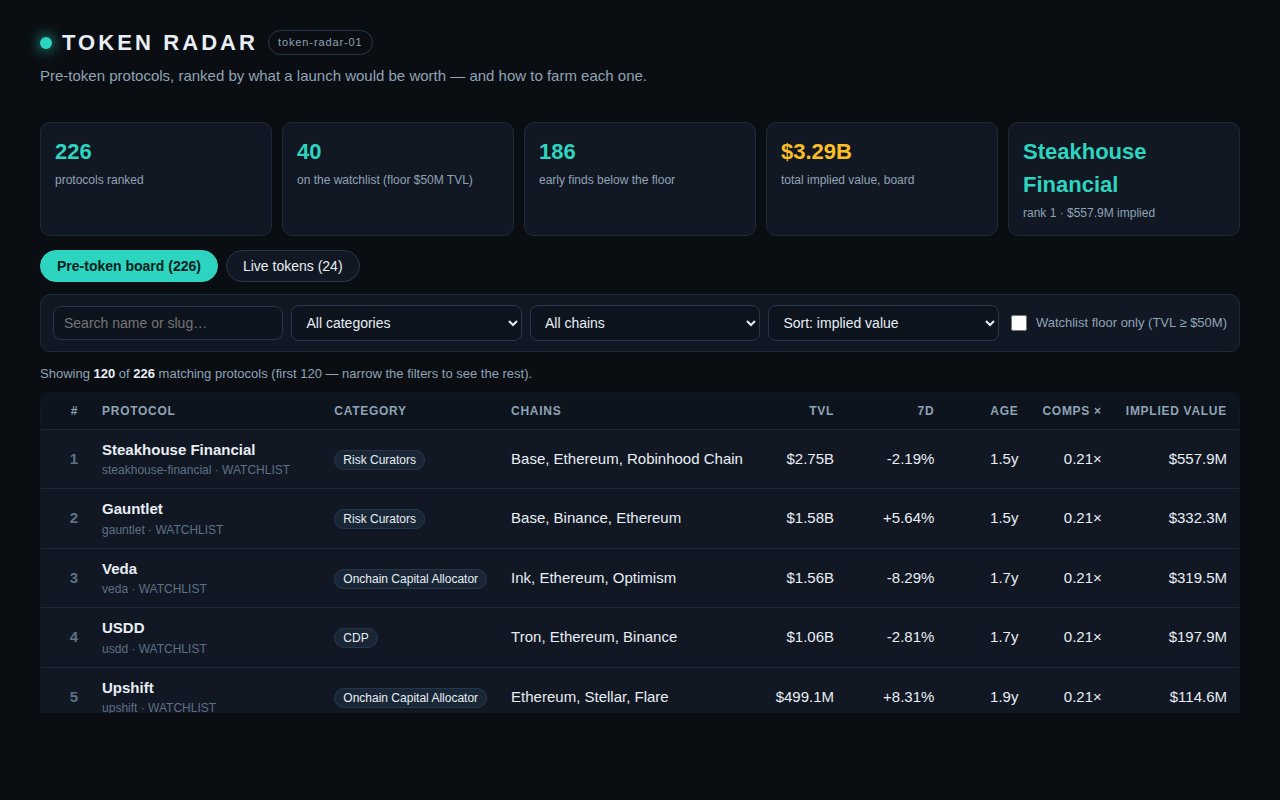 TOKEN RADAR token-radar-01
Pre-token protocols, ranked by what a launch would be worth — and how to farm each one.
226
protocols ranked
40
on the watchlist (floor $50M TVL)
186
early finds below the floor
$3.29B
total implied value, board
Steakhouse
Financial
rank 1 · $557.9M implied
Pre-token board (226) Live tokens (24)
Search name or slug… All categories All chains Sort: implied value Watchlist floor only (TVL ≥ $50M)
Showing 120 of 226 matching protocols (first 120 — narrow the filters to see the rest).
# PROTOCOL CATEGORY CHAINS TVL 7D AGE COMPS × IMPLIED VALUE
1 Steakhouse Financial Risk Curators Base, Ethereum, Robinhood Chain $2.75B -2.19% 1.5y 0.21× $557.9M
steakhouse-financial · WATCHLIST
2 Gauntlet Risk Curators Base, Binance, Ethereum $1.58B +5.64% 1.5y 0.21× $332.3M
gauntlet · WATCHLIST
3 Veda Onchain Capital Allocator Ink, Ethereum, Optimism $1.56B -8.29% 1.7y 0.21× $319.5M
veda · WATCHLIST
4 USDD CDP Tron, Ethereum, Binance $1.06B -2.81% 1.7y 0.21× $197.9M
usdd · WATCHLIST
5 Upshift Onchain Capital Allocator Ethereum, Stellar, Flare $499.1M +8.31% 1.9y 0.21× $114.6M
upshift · WATCHLIST